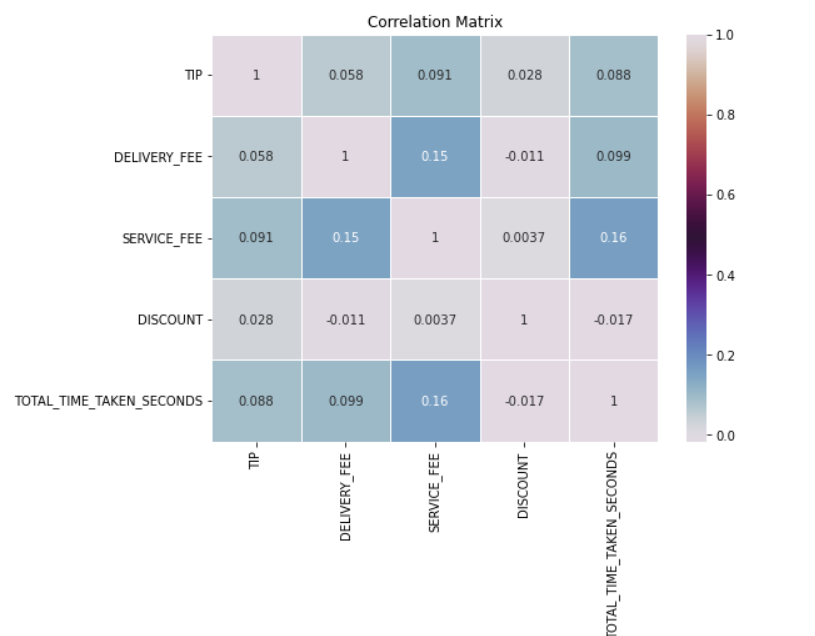 Correlation Matrix
TIP 1 0.058 0.091 0.028 0.088
DELIVERY_FEE 0.058 1 0.15 -0.011 0.099
SERVICE_FEE 0.091 0.15 1 0.0037 0.16
DISCOUNT 0.028 -0.011 0.0037 1 -0.017
TOTAL_TIME_TAKEN_SECONDS 0.088 0.099 0.16 -0.017 1
TIP DELIVERY_FEE SERVICE_FEE DISCOUNT TOTAL_TIME_TAKEN_SECONDS
1.0
0.8
0.6
0.4
0.2
0.0